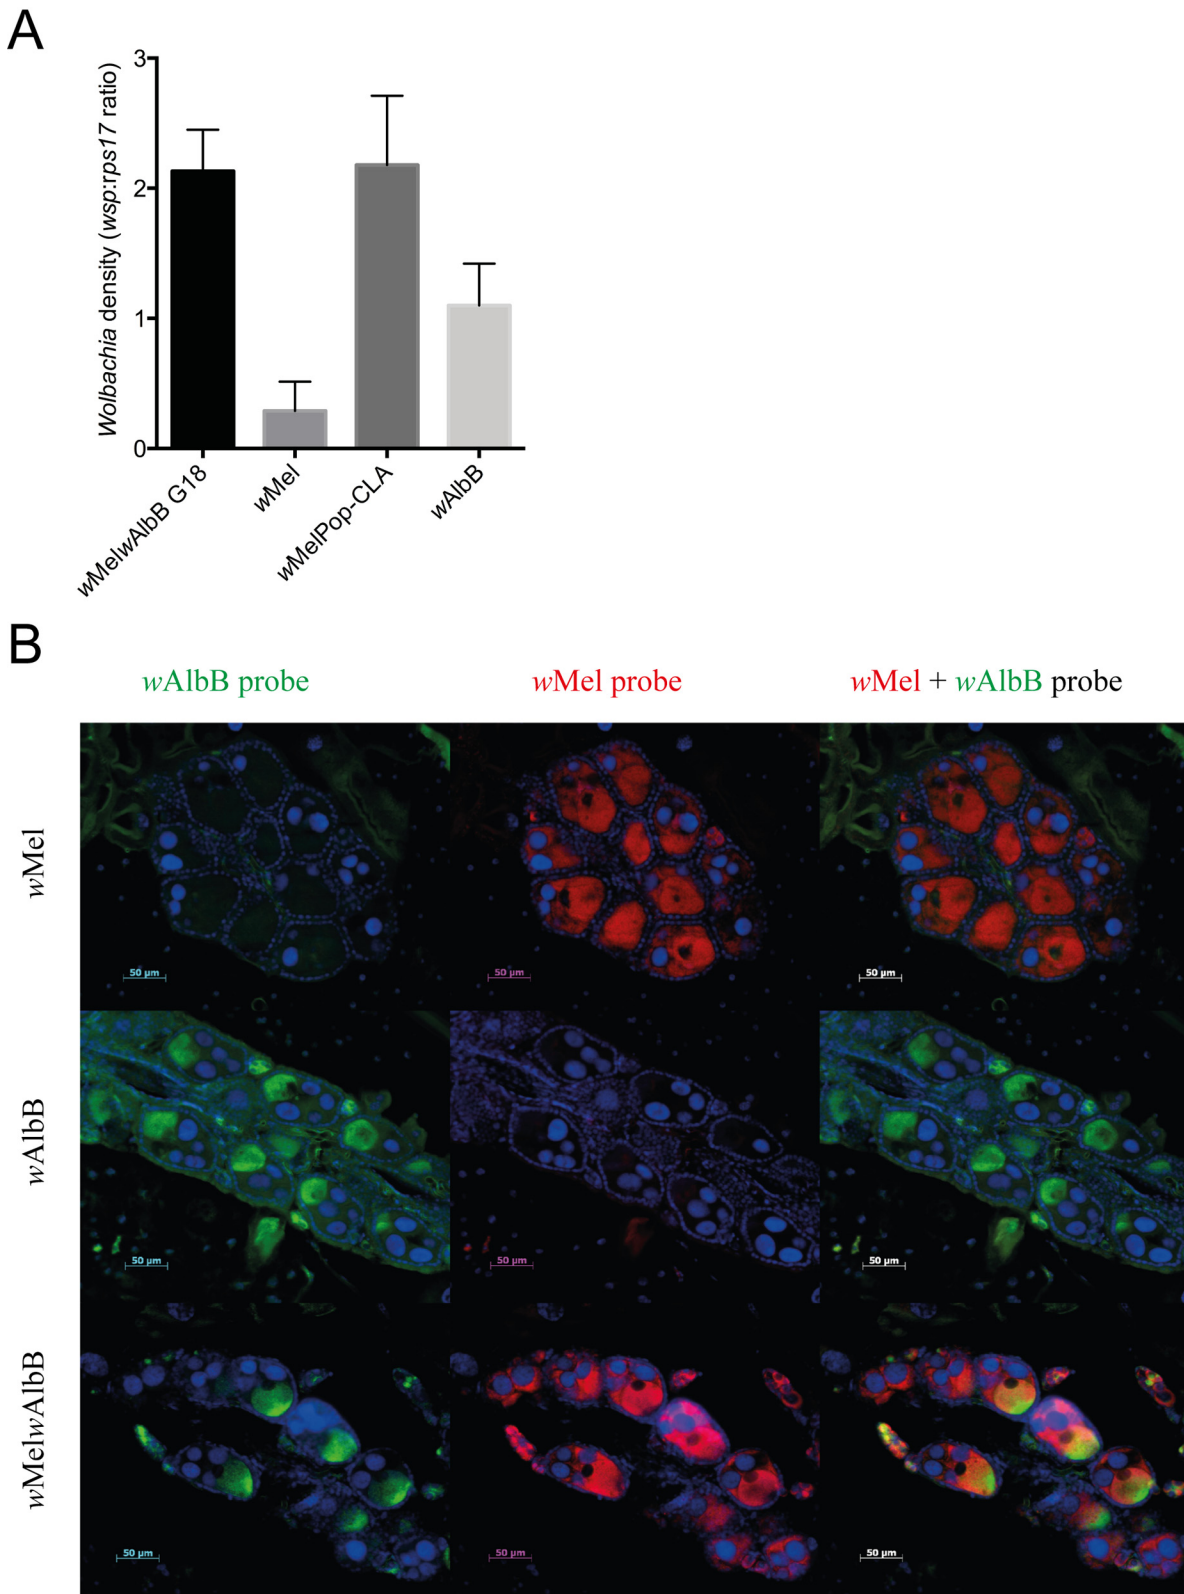 A
Wolbachia density (wsp:rps17 ratio)
3
2
1
0
wMelwAlbB G18
wMel
wMelPop-CLA
wAlbB
B
wAlbB probe
wMel probe
wMel + wAlbB probe
wMel
50 µm
50 µm
50 µm
wAlbB
50 µm
50 µm
50 µm
wMelwAlbB
50 µm
50 µm
50 µm